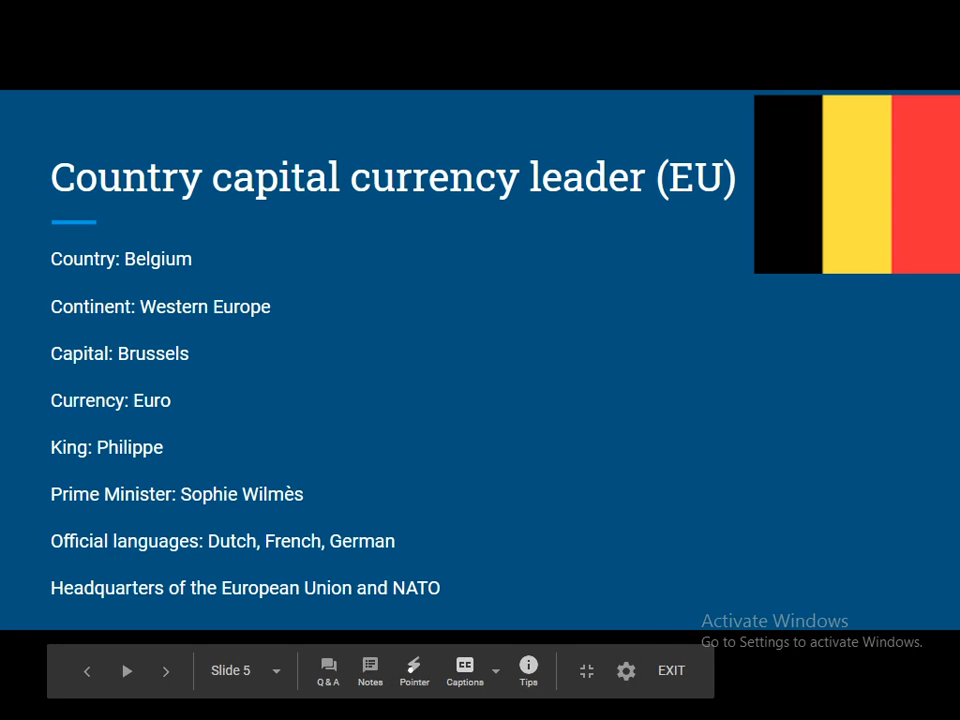 Country capital currency leader (EU)
Country: Belgium
Continent: Western Europe
Capital: Brussels
Currency: Euro
King: Philippe
Prime Minister: Sophie Wilmès
Official languages: Dutch, French, German
Headquarters of the European Union and NATO
Activate Windows
Go to Settings to activate Windows.
Slide 5
Q & A
Notes
Pointer
CC
Captions
Tips
EXIT